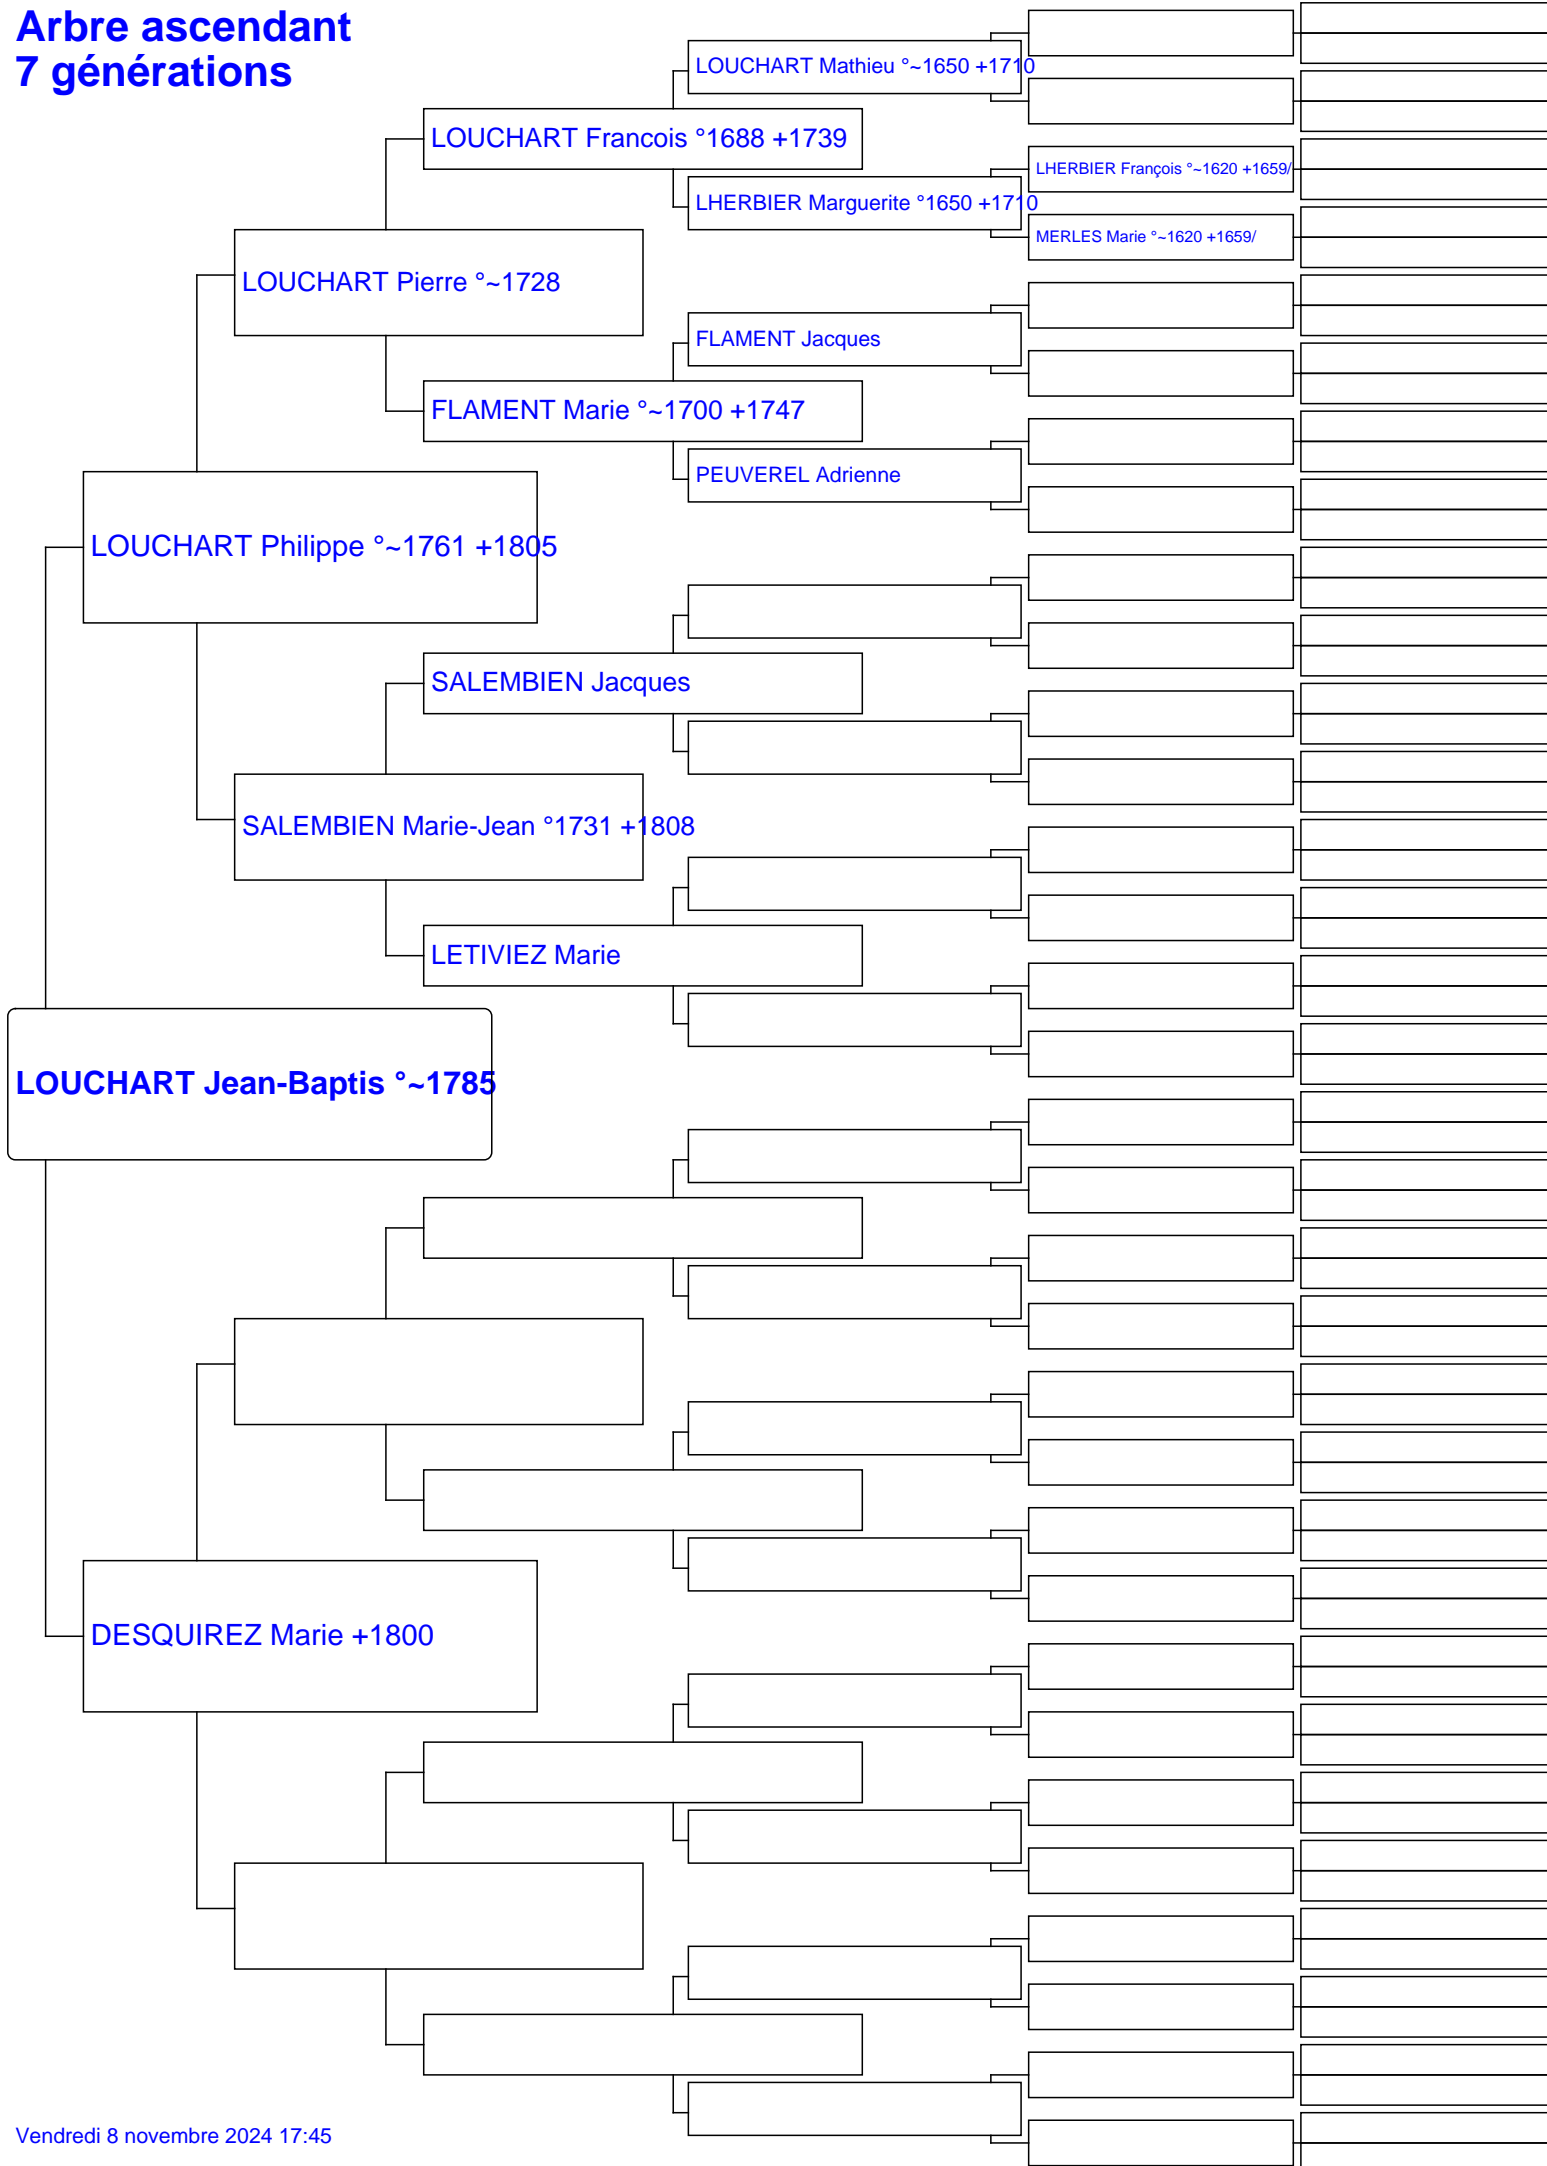 Arbre ascendant
7 générations
LOUCHART Mathieu °~1650 +1710
LOUCHART Francois °1688 +1739
LHERBIER François °~1620 +1659/
LHERBIER Marguerite °1650 +1710
MERLES Marie °~1620 +1659/
LOUCHART Pierre °~1728
FLAMENT Jacques
FLAMENT Marie °~1700 +1747
PEUVEREL Adrienne
LOUCHART Philippe °~1761 +1805
SALEMBIEN Jacques
SALEMBIEN Marie-Jean °1731 +1808
LETIVIEZ Marie
LOUCHART Jean-Baptis °~1785
DESQUIREZ Marie +1800
Vendredi 8 novembre 2024 17:45